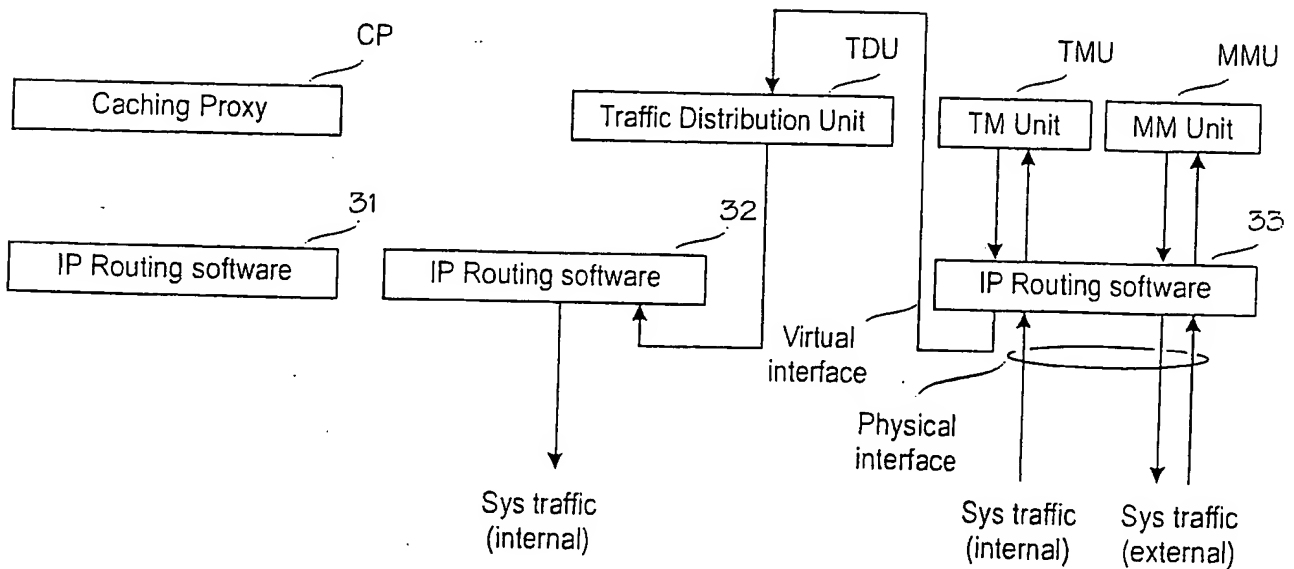 CP
TDU
TMU
MMU
Caching Proxy
Traffic Distribution Unit
TM Unit
MM Unit
31
32
33
IP Routing software
IP Routing software
IP Routing software
Virtual
interface
Physical
interface
Sys traffic
(internal)
Sys traffic
(internal)
Sys traffic
(external)